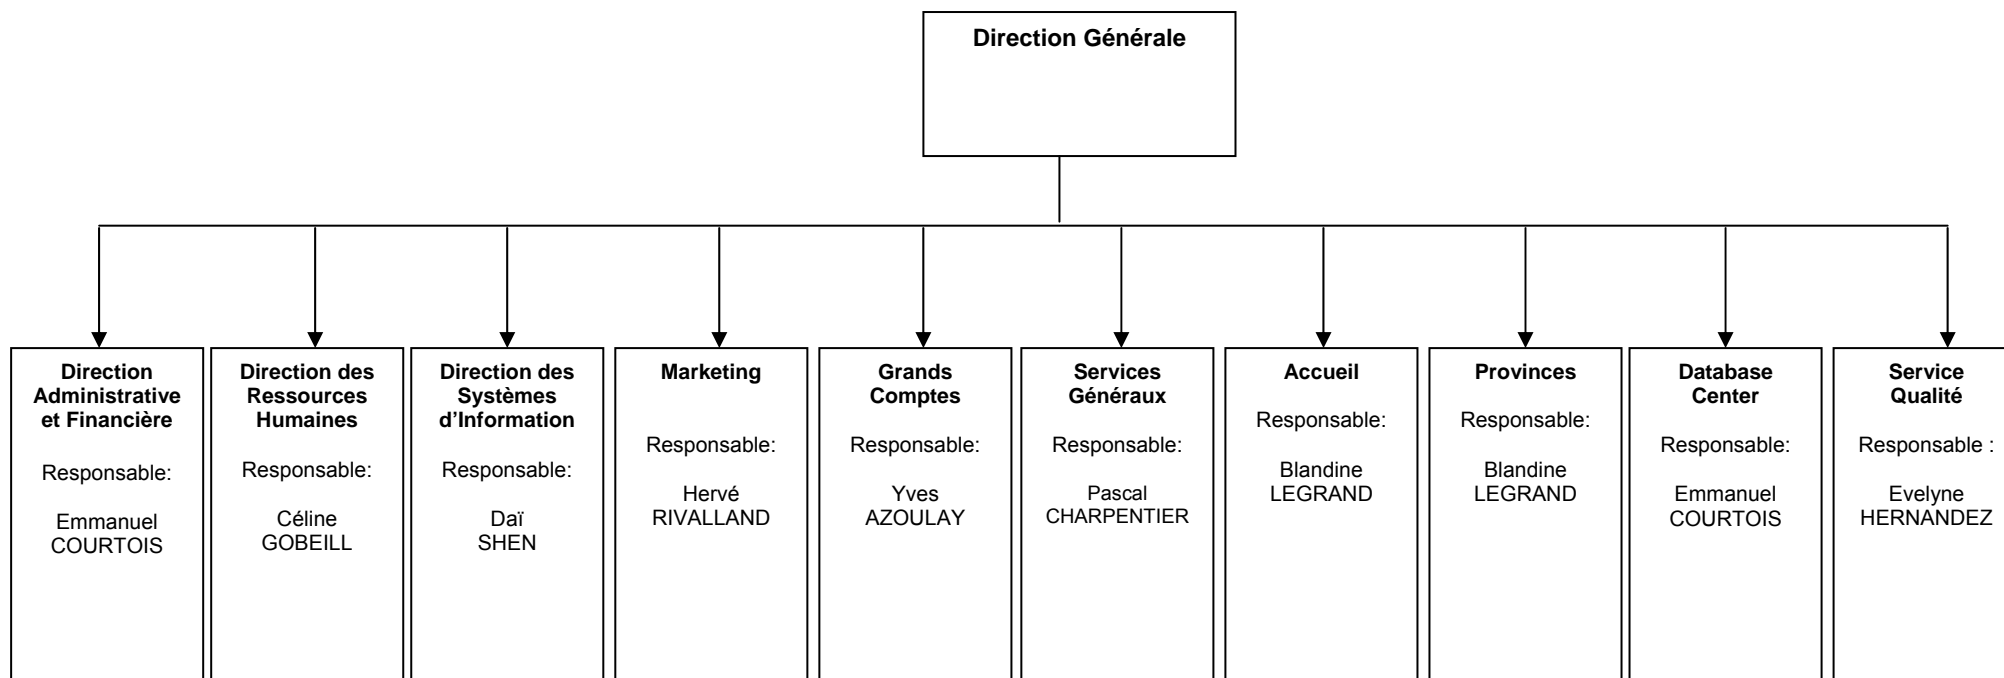 Direction Générale
Direction
Administrative
et Financière
Responsable:
Emmanuel
COURTOIS
Direction des
Ressources
Humaines
Responsable:
Céline
GOBEILL
Direction des
Systèmes
d’Information
Responsable:
Daï
SHEN
Marketing
Responsable:
Hervé
RIVALLAND
Grands
Comptes
Responsable:
Yves
AZOULAY
Services
Généraux
Responsable:
Pascal
CHARPENTIER
Accueil
Responsable:
Blandine
LEGRAND
Provinces
Responsable:
Blandine
LEGRAND
Database
Center
Responsable:
Emmanuel
COURTOIS
Service
Qualité
Responsable :
Evelyne
HERNANDEZ